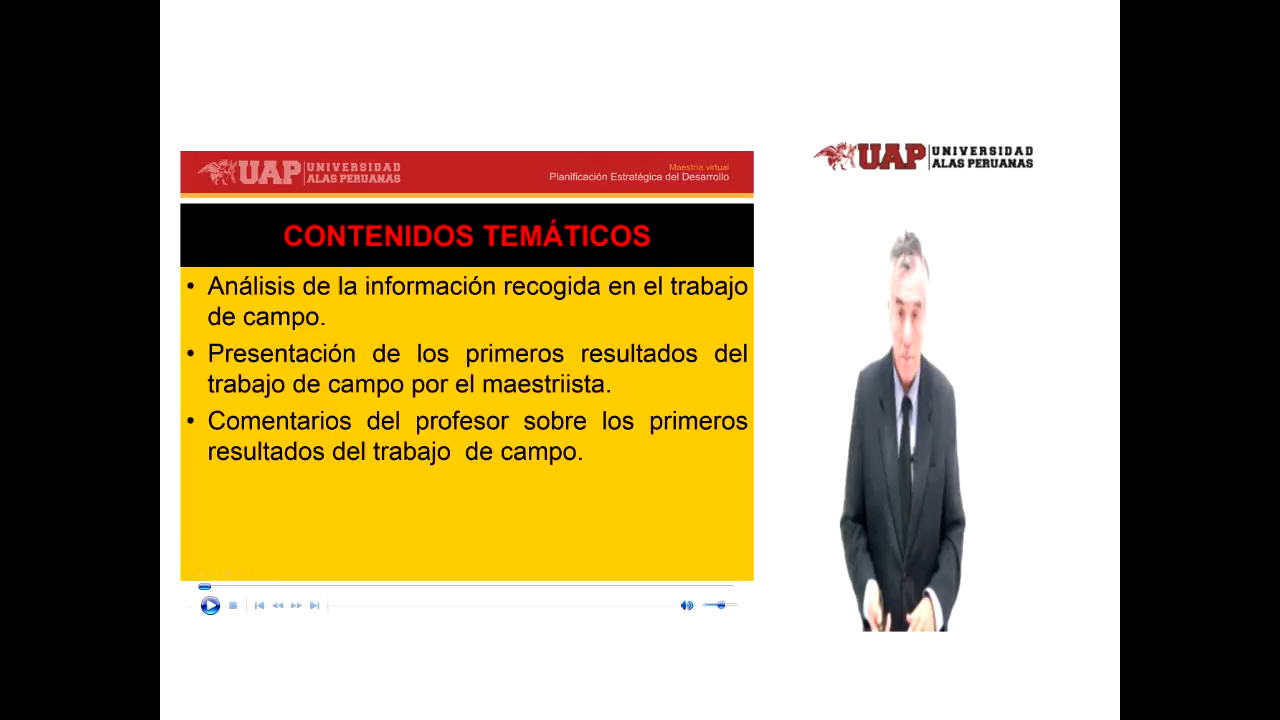 UAP UNIVERSIDAD
ALAS PERUANAS
Maestría virtual
Planificación Estratégica del Desarrollo
UAP UNIVERSIDAD
ALAS PERUANAS
CONTENIDOS TEMÁTICOS
• Análisis de la información recogida en el trabajo
de campo.
• Presentación de los primeros resultados del
trabajo de campo por el maestriista.
• Comentarios del profesor sobre los primeros
resultados del trabajo de campo.